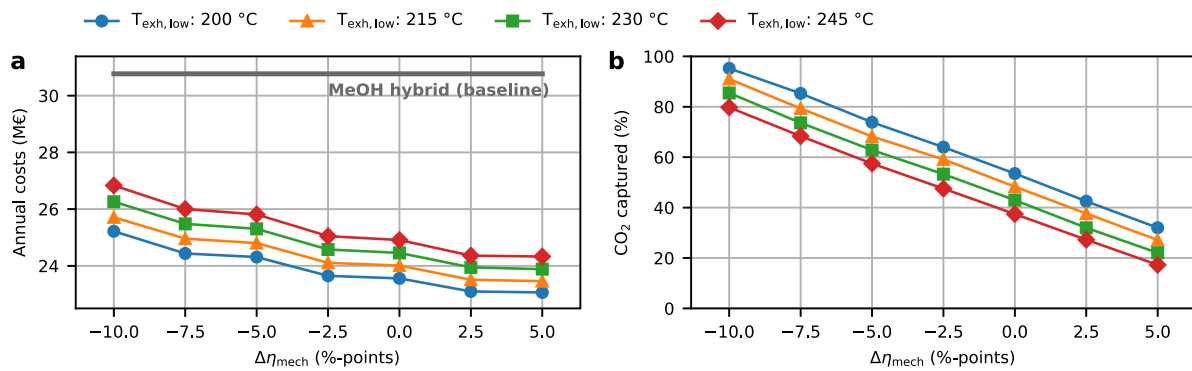 T_exh,low: 200 °C T_exh,low: 215 °C T_exh,low: 230 °C T_exh,low: 245 °C
a
MeOH hybrid (baseline)
Annual costs (M€)
30
28
26
24
−10.0 −7.5 −5.0 −2.5 0.0 2.5 5.0
Δη_mech (%-points)
b
CO₂ captured (%)
100
80
60
40
20
0
−10.0 −7.5 −5.0 −2.5 0.0 2.5 5.0
Δη_mech (%-points)